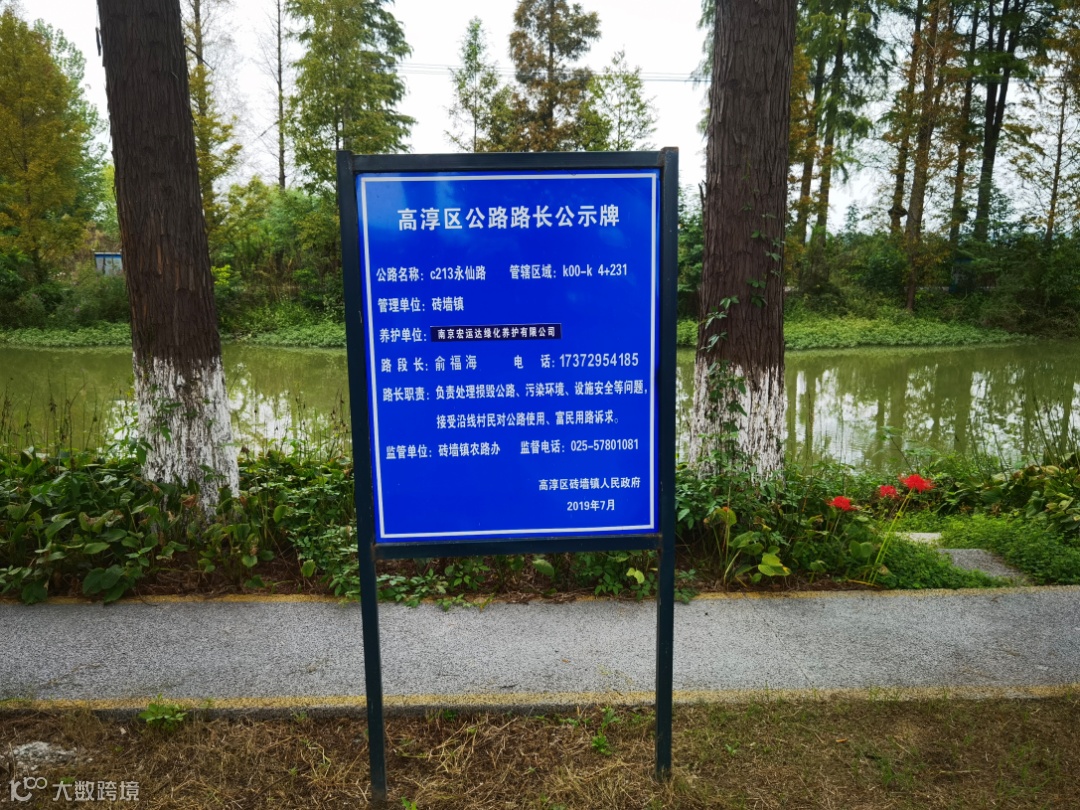 高淳区公路路长公示牌
公路名称：c213永仙路 管辖区域：k00-k 4+231
管理单位：砖墙镇
养护单位：南京宏运达绿化养护有限公司
路段长：俞福海 电话：17372954185
路长职责：负责处理损毁公路、污染环境、设施安全等问题，
接受沿线村民对公路使用、富民用路诉求。
监管单位：砖墙镇农路办 监督电话：025-57801081
高淳区砖墙镇人民政府
2019年7月
大数跨境